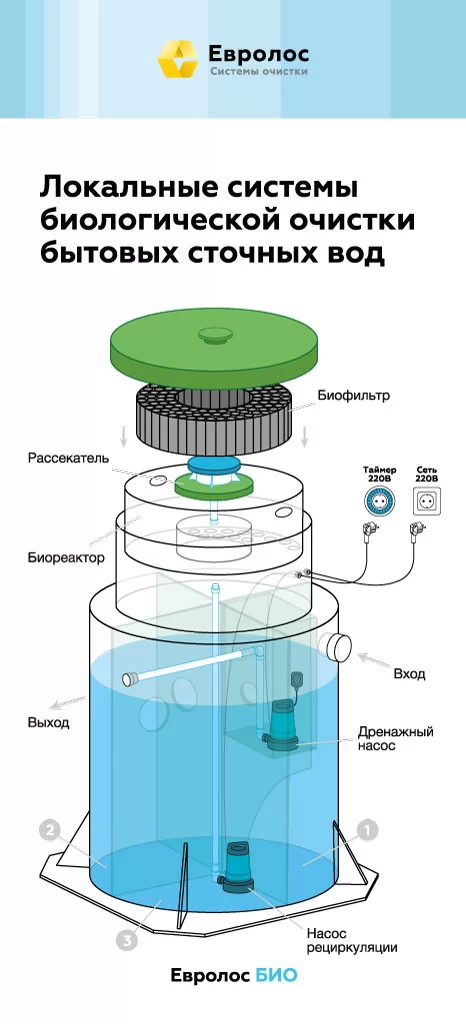 Евролос
Системы очистки
Локальные системы
биологической очистки
бытовых сточных вод
Биофильтр
Рассекатель
Таймер
220В
Сеть
220В
Биореактор
Вход
Выход
Дренажный
насос
2
1
3
Насос
рециркуляции
Евролос БИО